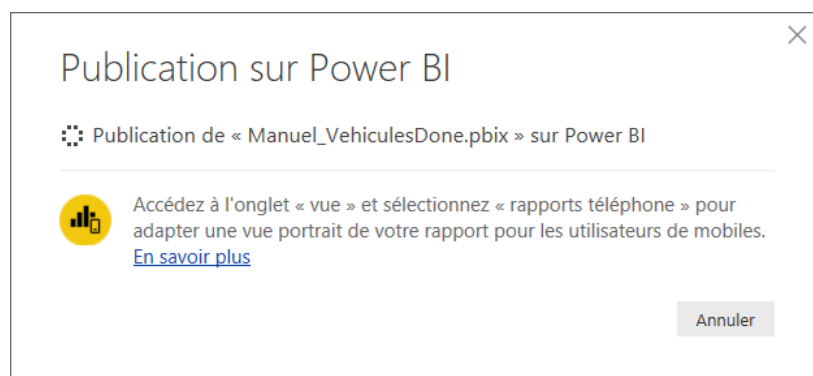 Publication sur Power BI
Publication de « Manuel_VehiculesDone.pbix » sur Power BI
Accédez à l'onglet « vue » et sélectionnez « rapports téléphone » pour
adapter une vue portrait de votre rapport pour les utilisateurs de mobiles.
En savoir plus
Annuler